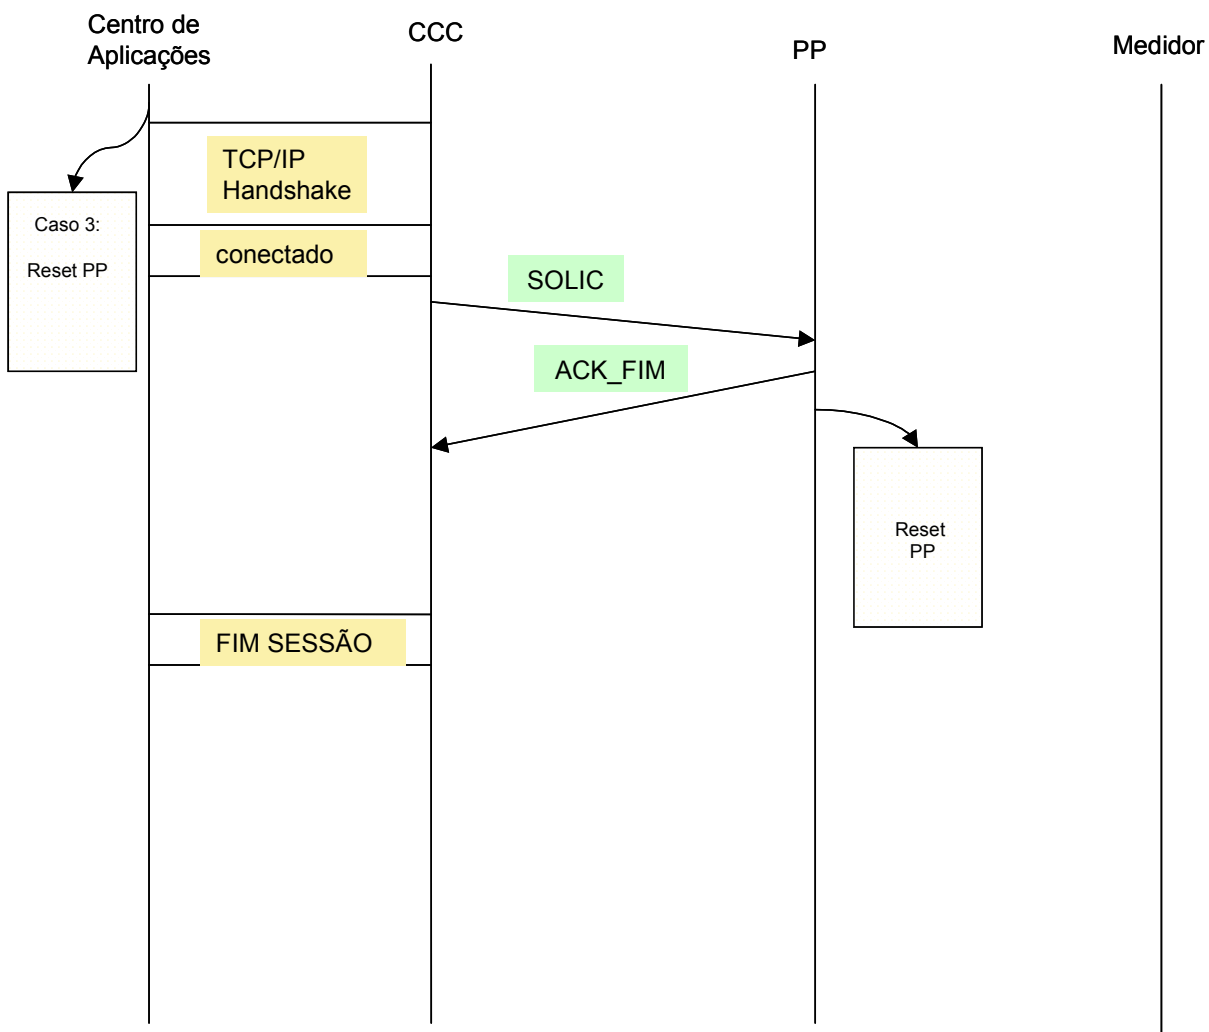 Centro de
Aplicações
CCC
PP
Medidor
TCP/IP
Handshake
Caso 3:
Reset PP
conectado
SOLIC
ACK_FIM
Reset
PP
FIM SESSÃO